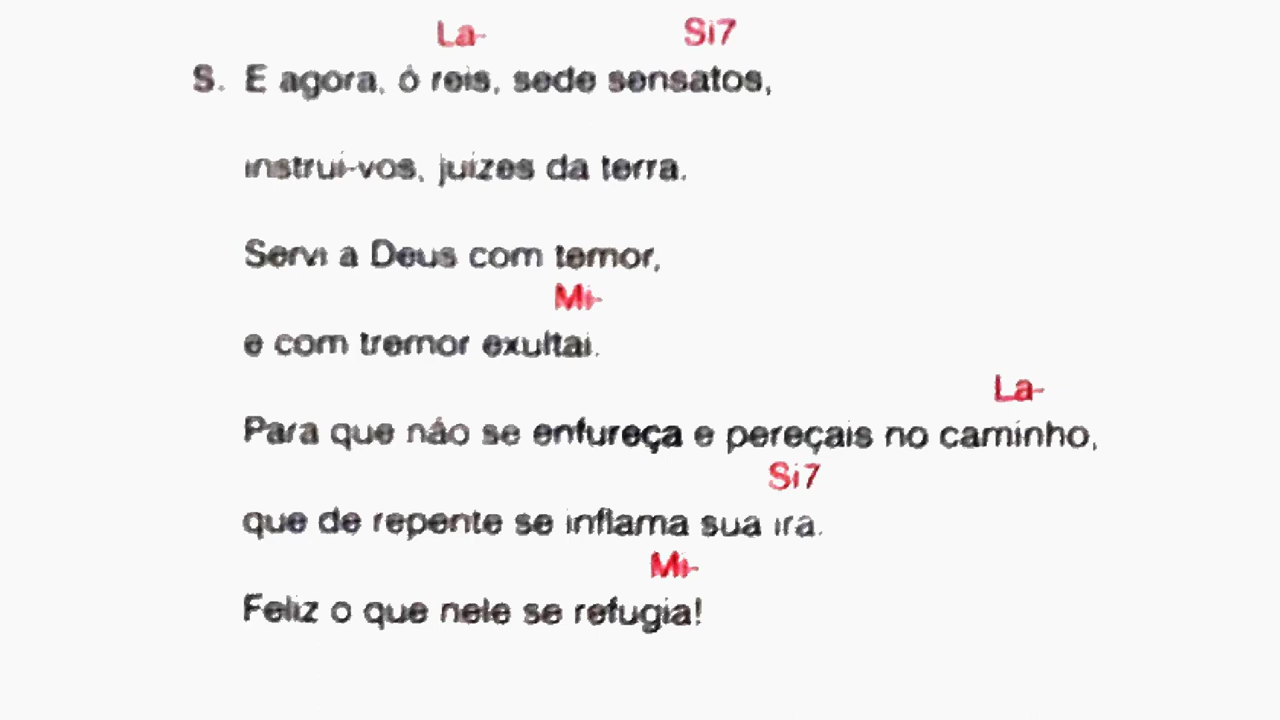 La- Si7
S. E agora, ó reis, sede sensatos,
instruí-vos, juízes da terra.
Servi a Deus com temor,
Mi-
e com tremor exultai.
La-
Para que não se enfureça e pereçais no caminho,
Si7
que de repente se inflama sua ira.
Mi-
Feliz o que nele se refugia!